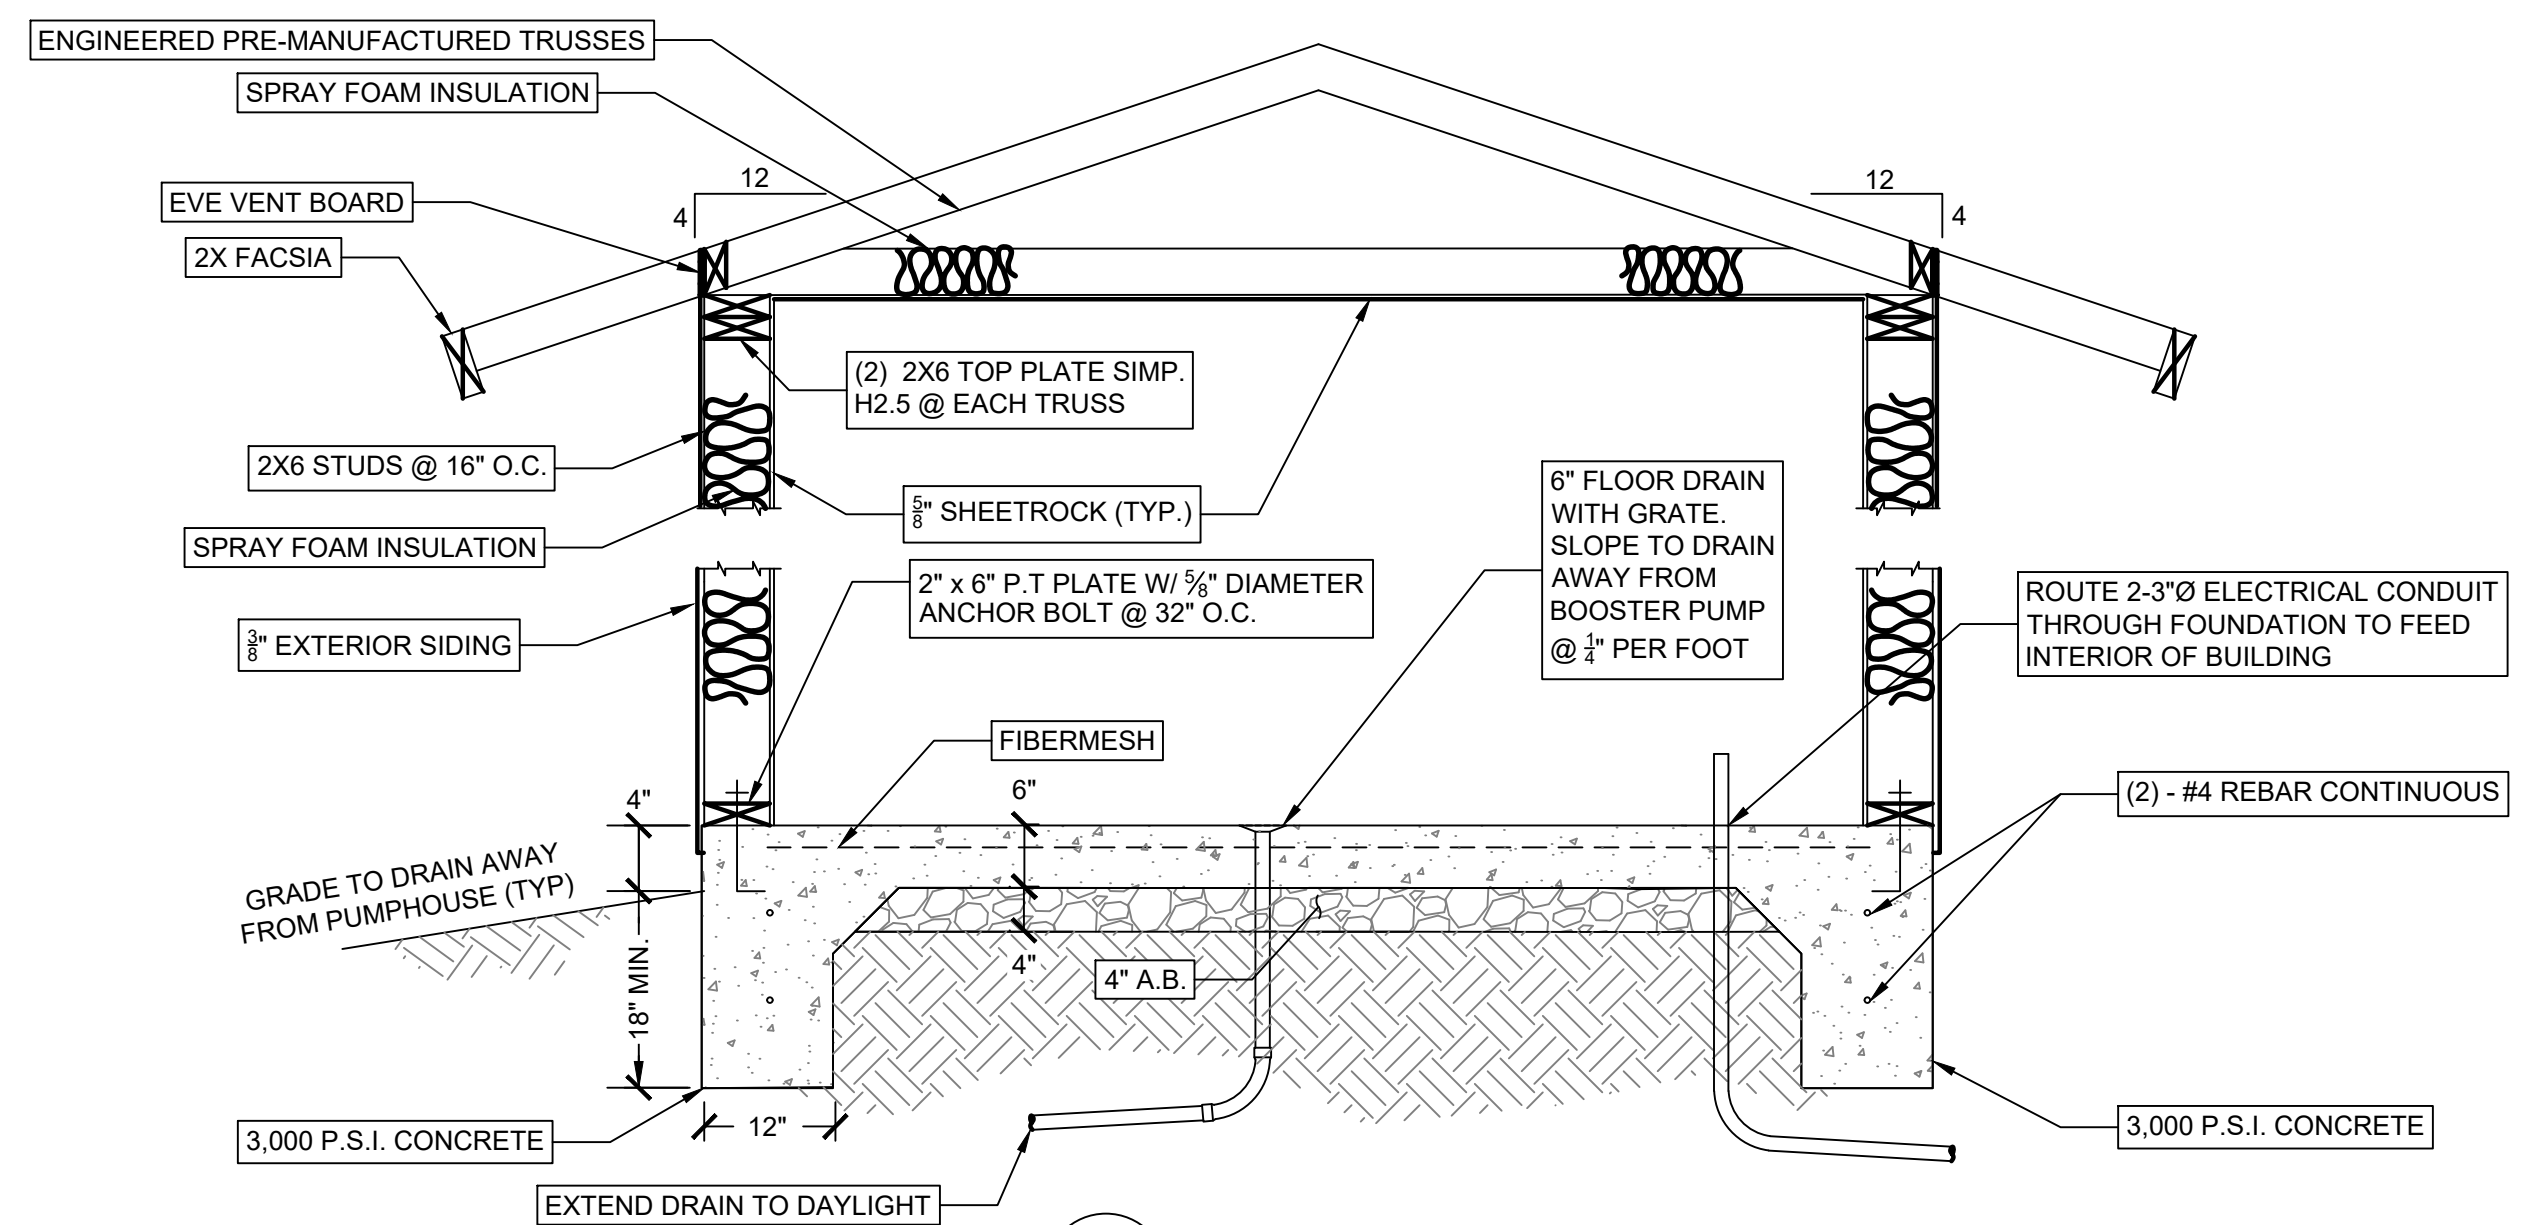 ENGINEERED PRE-MANUFACTURED TRUSSES
SPRAY FOAM INSULATION
EVE VENT BOARD
2X FACSIA
12
4
12
4
(2) 2X6 TOP PLATE SIMP.
H2.5 @ EACH TRUSS
2X6 STUDS @ 16" O.C.
5/8" SHEETROCK (TYP.)
SPRAY FOAM INSULATION
6" FLOOR DRAIN
WITH GRATE.
SLOPE TO DRAIN
AWAY FROM
BOOSTER PUMP
@ 1/4" PER FOOT
2" x 6" P.T PLATE W/ 5/8" DIAMETER
ANCHOR BOLT @ 32" O.C.
ROUTE 2-3"Ø ELECTRICAL CONDUIT
THROUGH FOUNDATION TO FEED
INTERIOR OF BUILDING
3/8" EXTERIOR SIDING
FIBERMESH
4"
6"
(2) - #4 REBAR CONTINUOUS
GRADE TO DRAIN AWAY
FROM PUMPHOUSE (TYP)
18" MIN.
4"
4" A.B.
12"
3,000 P.S.I. CONCRETE
3,000 P.S.I. CONCRETE
EXTEND DRAIN TO DAYLIGHT